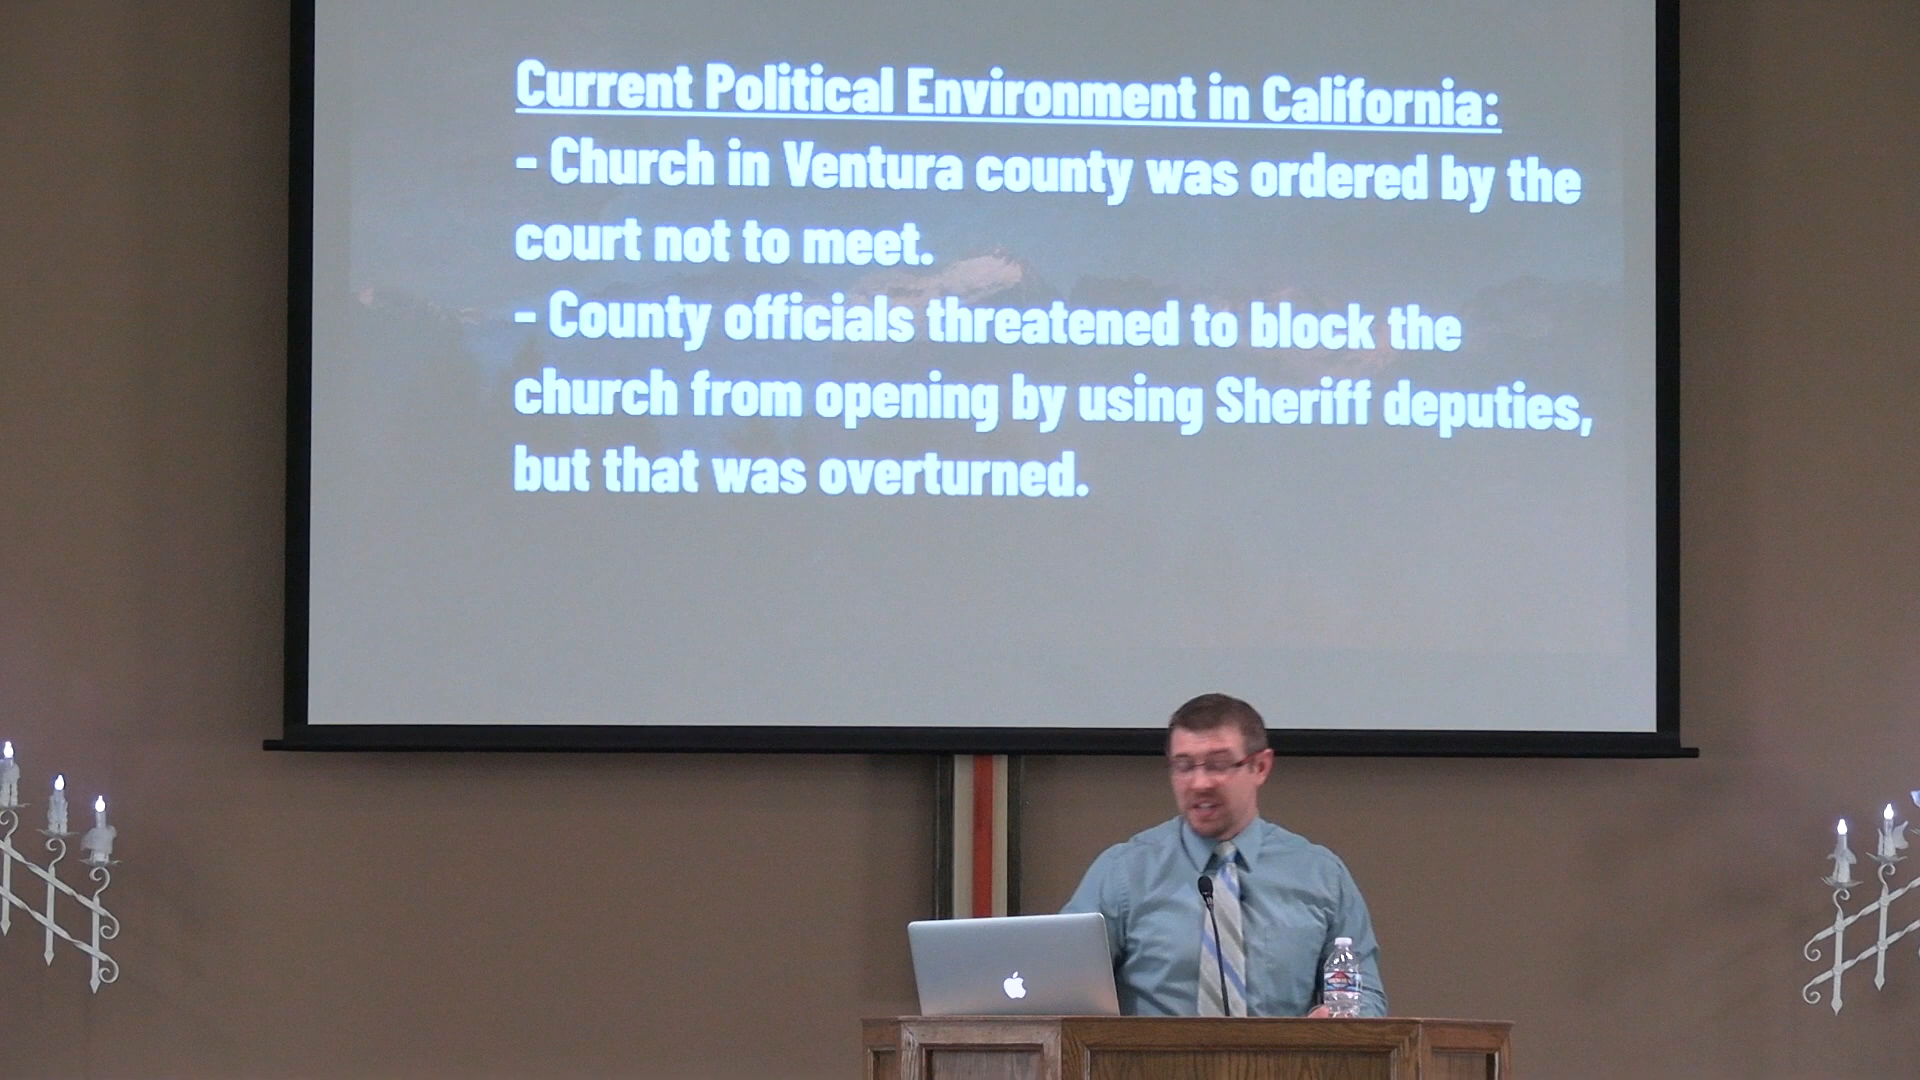 Current Political Environment in California:
- Church in Ventura county was ordered by the
court not to meet.
- County officials threatened to block the
church from opening by using Sheriff deputies,
but that was overturned.